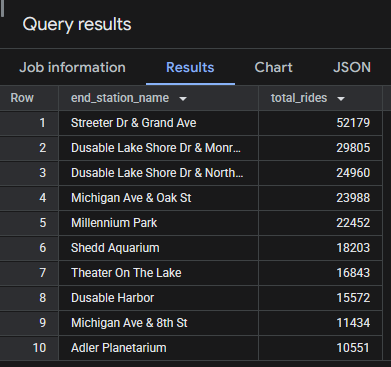 Query results
Job information Results Chart JSON
Row end_station_name total_rides
1 Streeter Dr & Grand Ave 52179
2 Dusable Lake Shore Dr & Monr... 29805
3 Dusable Lake Shore Dr & North... 24960
4 Michigan Ave & Oak St 23988
5 Millennium Park 22452
6 Shedd Aquarium 18203
7 Theater On The Lake 16843
8 Dusable Harbor 15572
9 Michigan Ave & 8th St 11434
10 Adler Planetarium 10551